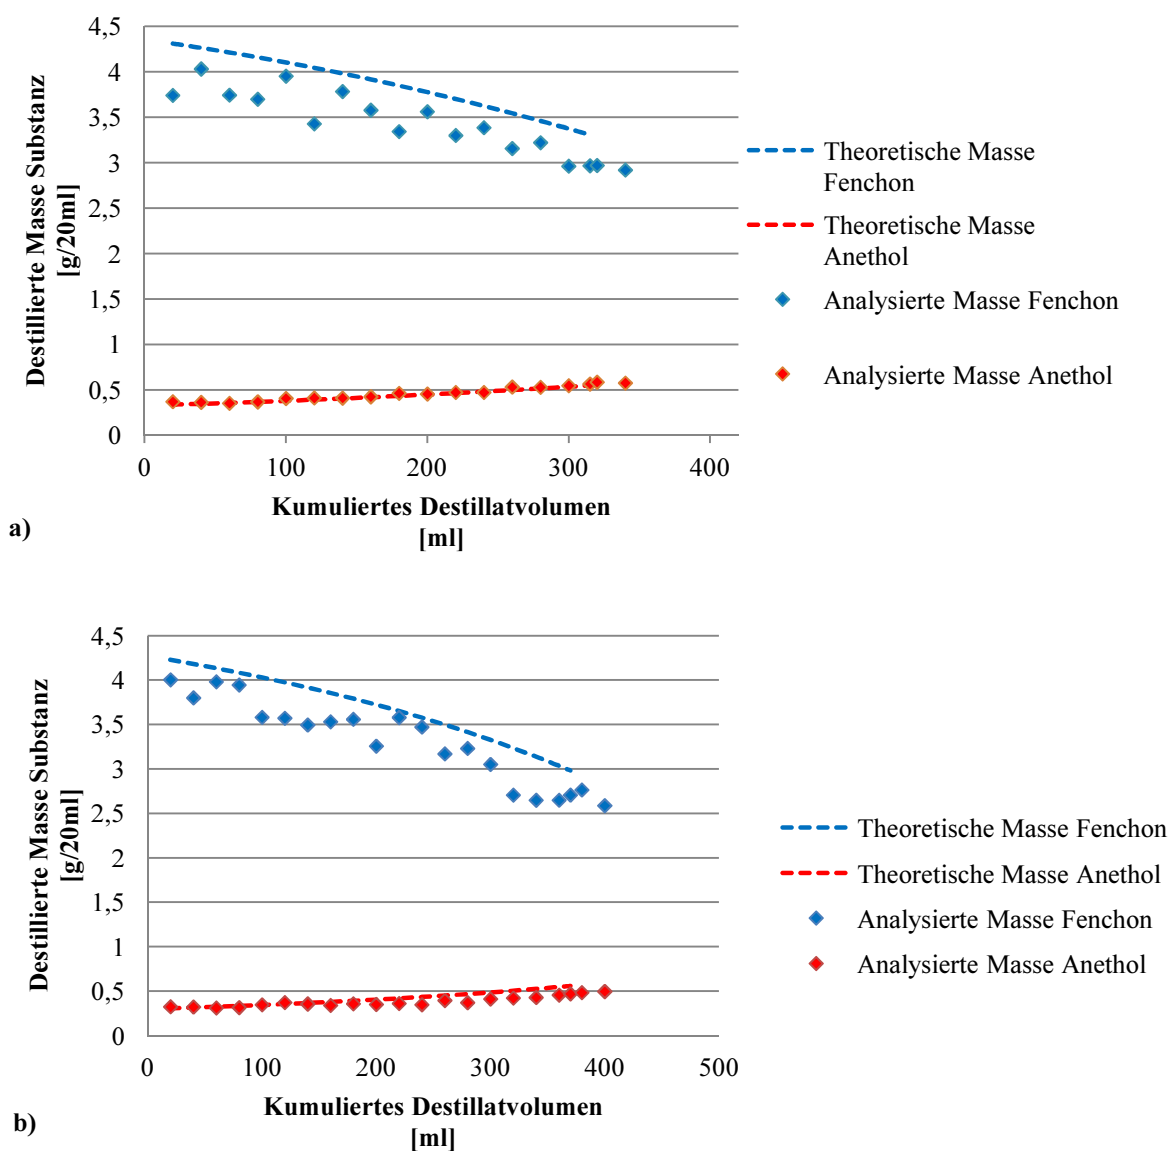 4,5
4
3,5
3
2,5
2
1,5
1
0,5
0
Destillierte Masse Substanz
[g/20ml]
0 100 200 300 400
Kumuliertes Destillatvolumen
[ml]
Theoretische Masse
Fenchon
Theoretische Masse
Anethol
Analysierte Masse Fenchon
Analysierte Masse Anethol
a)
4,5
4
3,5
3
2,5
2
1,5
1
0,5
0
Destillierte Masse Substanz
[g/20ml]
0 100 200 300 400 500
Kumuliertes Destillatvolumen
[ml]
Theoretische Masse Fenchon
Theoretische Masse Anethol
Analysierte Masse Fenchon
Analysierte Masse Anethol
b)